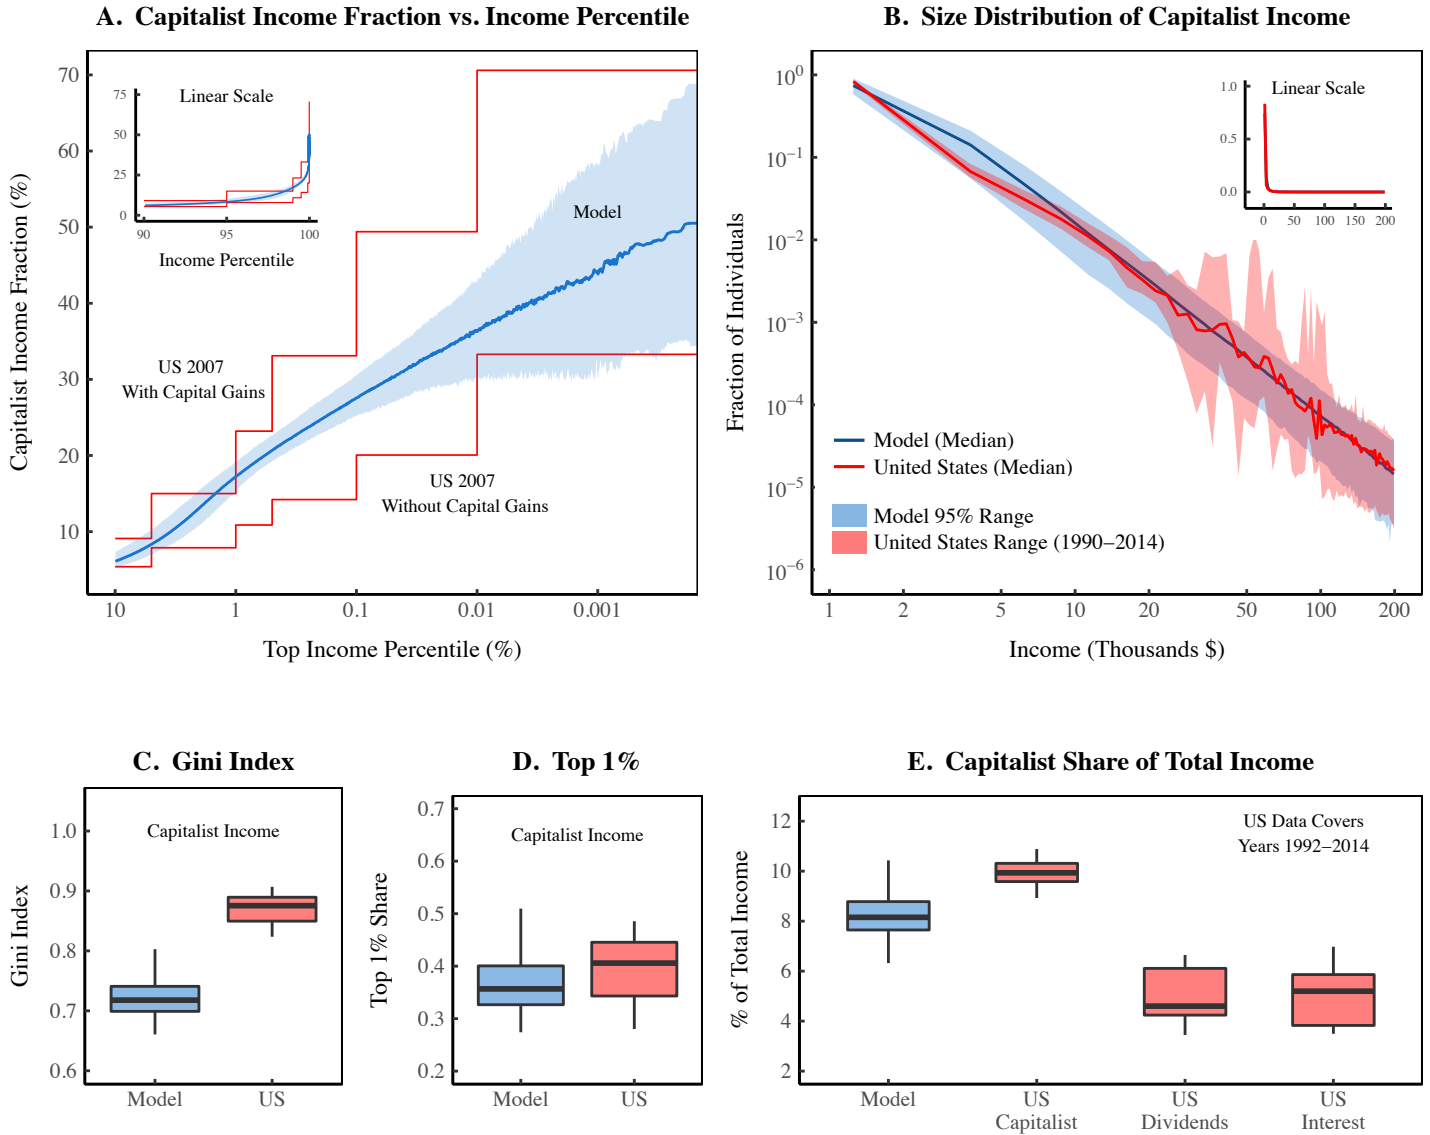 A. Capitalist Income Fraction vs. Income Percentile
Capitalist Income Fraction (%)
70
60
50
40
30
20
10
10
1
0.1
0.01
0.001
Top Income Percentile (%)
Linear Scale
75
50
25
0
90
95
100
Income Percentile
Model
US 2007
With Capital Gains
US 2007
Without Capital Gains
B. Size Distribution of Capitalist Income
Fraction of Individuals
10⁰
10⁻¹
10⁻²
10⁻³
10⁻⁴
10⁻⁵
10⁻⁶
1
2
5
10
20
50
100
200
Income (Thousands $)
Linear Scale
1.0
0.5
0.0
0
50
100
150
200
Model (Median)
United States (Median)
Model 95% Range
United States Range (1990–2014)
C. Gini Index
Gini Index
1.0
0.9
0.8
0.7
0.6
Capitalist Income
Model
US
D. Top 1%
Top 1% Share
0.7
0.6
0.5
0.4
0.3
0.2
Capitalist Income
Model
US
E. Capitalist Share of Total Income
% of Total Income
12
10
8
6
4
2
US Data Covers
Years 1992–2014
Model
US
Capitalist
US
Dividends
US
Interest